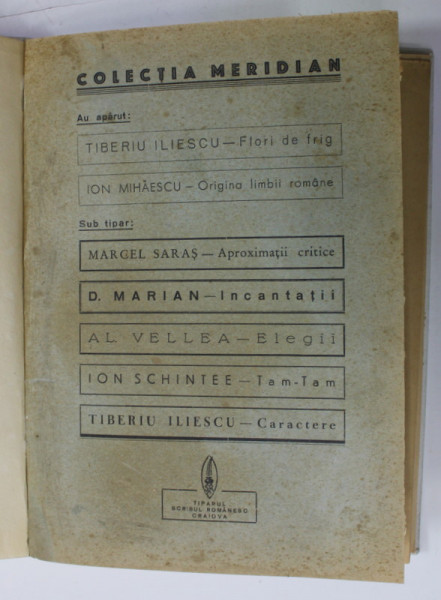 COLECȚIA MERIDIAN
Au apărut:
TIBERIU ILIESCU — Flori de frig
ION MIHĂESCU — Origina limbii române
Sub tipar:
MARCEL SARAȘ — Aproximații critice
D. MARIAN — Incantații
AL VELLEA — Elegii
ION SCHINTEE — Tam-Tam
TIBERIU ILIESCU — Caractere
TIPARUL
SCRISUL ROMÂNESC
CRAIOVA